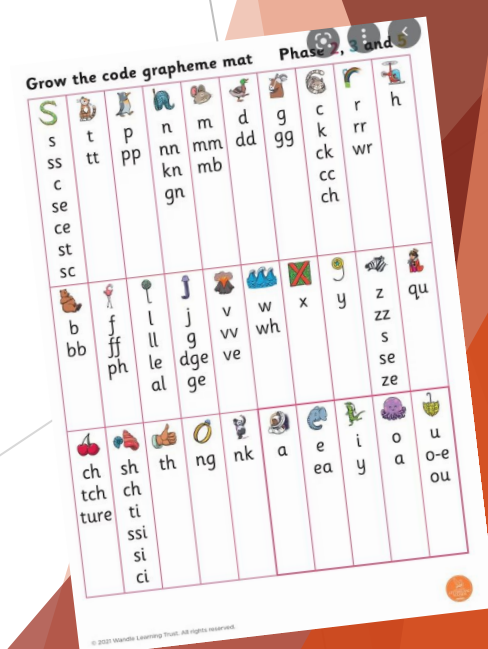 Grow the code grapheme mat
Phase 2, 3 and 5
s
ss
c
se
ce
st
sc
t
tt
p
pp
n
nn
kn
gn
m
mm
mb
d
dd
g
gg
c
k
ck
cc
ch
r
rr
wr
h
b
bb
f
ff
ph
l
ll
le
al
j
g
dge
ge
v
vv
ve
w
wh
x
y
z
zz
s
se
ze
qu
ch
tch
ture
sh
ch
ti
ssi
si
ci
th
ng
nk
a
e
ea
i
y
o
a
u
o-e
ou
© 2021 Wandle Learning Trust. All rights reserved.